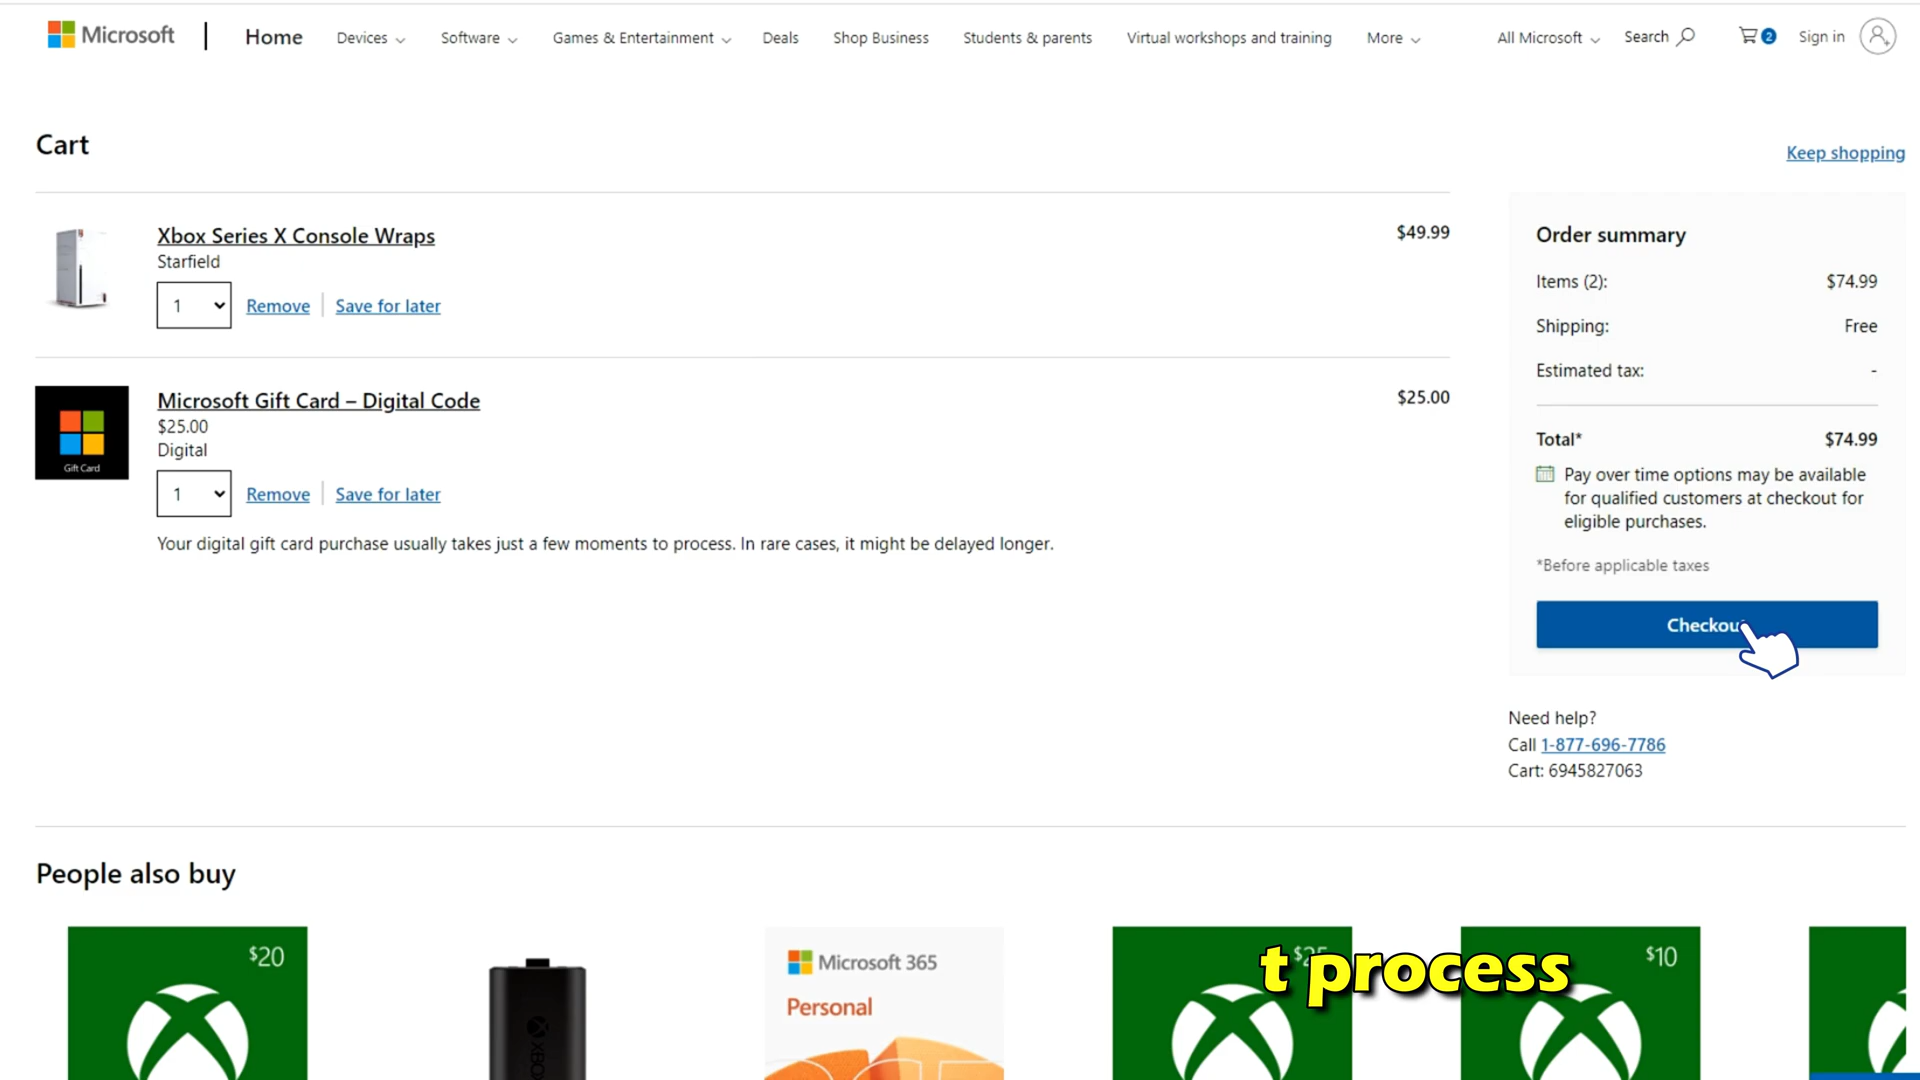 Microsoft
Home
Devices
Software
Games & Entertainment
Deals
Shop Business
Students & parents
Virtual workshops and training
More
All Microsoft
Search
2
Sign in
Cart
Keep shopping
Xbox Series X Console Wraps
$49.99
Starfield
1
Remove
Save for later
Gift Card
Microsoft Gift Card – Digital Code
$25.00
$25.00
Digital
1
Remove
Save for later
Your digital gift card purchase usually takes just a few moments to process. In rare cases, it might be delayed longer.
Order summary
Items (2):
$74.99
Shipping:
Free
Estimated tax:
-
Total*
$74.99
Pay over time options may be available
for qualified customers at checkout for
eligible purchases.
*Before applicable taxes
Checkou
Need help?
Call 1-877-696-7786
Cart: 6945827063
People also buy
$20
XBOX
Microsoft 365
Personal
$25
$10
t process